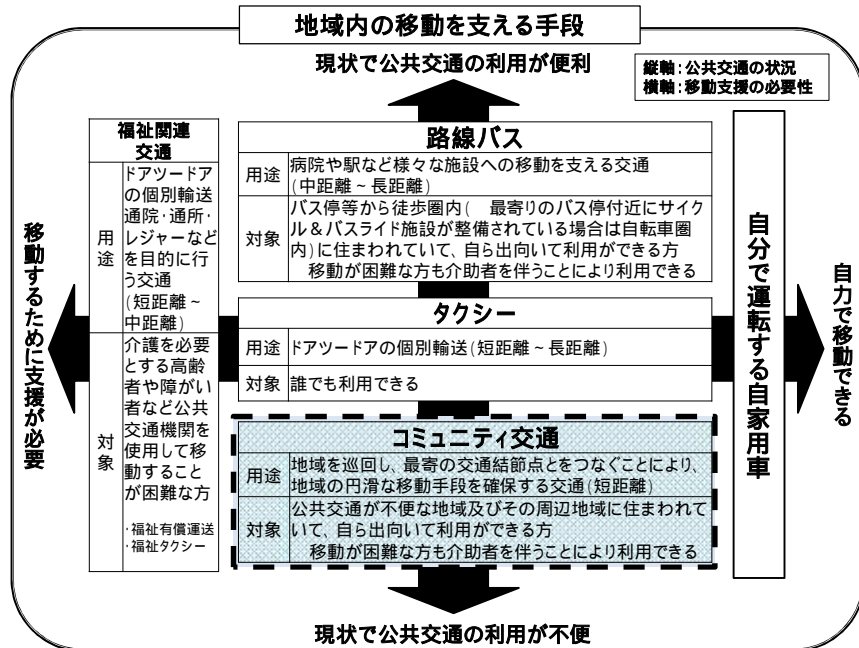 地域内の移動を支える手段
現状で公共交通の利用が便利
縦軸:公共交通の状況
横軸:移動支援の必要性
福祉関連
交通
用途
ドアツードア
の個別輸送
通院・通所・
レジャーなど
を目的に行
う交通
(短距離~
中距離)
対象
介護を必要
とする高齢
者や障がい
者など公共
交通機関を
使用して移
動すること
が困難な方
・福祉有償運送
・福祉タクシー
路線バス
用途
病院や駅など様々な施設への移動を支える交通
(中距離~長距離)
対象
バス停等から徒歩圏内( 最寄りのバス停付近にサイク
ル&バスライド施設が整備されている場合は自転車圏
内)に住まわれていて、自ら出向いて利用ができる方
移動が困難な方も介助者を伴うことにより利用できる
タクシー
用途
ドアツードアの個別輸送(短距離~長距離)
対象
誰でも利用できる
コミュニティ交通
用途
地域を巡回し、最寄の交通結節点とをつなぐことにより、
地域の円滑な移動手段を確保する交通(短距離)
対象
公共交通が不便な地域及びその周辺地域に住まわれて
いて、自ら出向いて利用ができる方
移動が困難な方も介助者を伴うことにより利用できる
自分で運転する自家用車
移動するために支援が必要
自力で移動できる
現状で公共交通の利用が不便